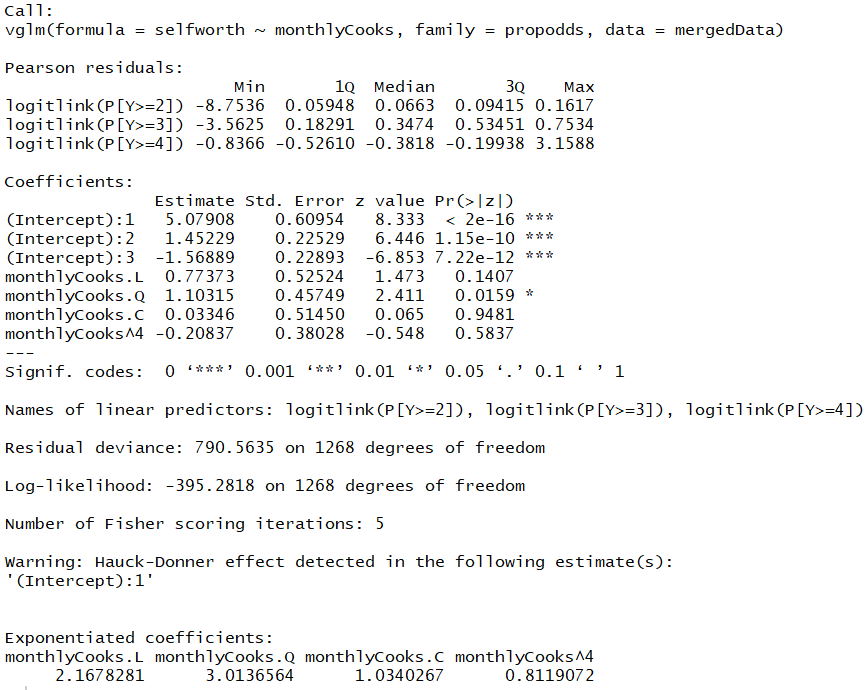 Call:
vglm(formula = selfworth ~ monthlyCooks, family = propodds, data = mergedData)
Pearson residuals:
Min 1Q Median 3Q Max
logitlink(P[Y>=2]) -8.7536 0.05948 0.0663 0.09415 0.1617
logitlink(P[Y>=3]) -3.5625 0.18291 0.3474 0.53451 0.7534
logitlink(P[Y>=4]) -0.8366 -0.52610 -0.3818 -0.19938 3.1588
Coefficients:
Estimate Std. Error z value Pr(>|z|)
(Intercept):1 5.07908 0.60954 8.333 < 2e-16 ***
(Intercept):2 1.45229 0.22529 6.446 1.15e-10 ***
(Intercept):3 -1.56889 0.22893 -6.853 7.22e-12 ***
monthlyCooks.L 0.77373 0.52524 1.473 0.1407
monthlyCooks.Q 1.10315 0.45749 2.411 0.0159 *
monthlyCooks.C 0.03346 0.51450 0.065 0.9481
monthlyCooks^4 -0.20837 0.38028 -0.548 0.5837
---
Signif. codes: 0 ‘***’ 0.001 ‘**’ 0.01 ‘*’ 0.05 ‘.’ 0.1 ‘ ’ 1
Names of linear predictors: logitlink(P[Y>=2]), logitlink(P[Y>=3]), logitlink(P[Y>=4])
Residual deviance: 790.5635 on 1268 degrees of freedom
Log-likelihood: -395.2818 on 1268 degrees of freedom
Number of Fisher scoring iterations: 5
Warning: Hauck-Donner effect detected in the following estimate(s):
'(Intercept):1'
Exponentiated coefficients:
monthlyCooks.L monthlyCooks.Q monthlyCooks.C monthlyCooks^4
2.1678281 3.0136564 1.0340267 0.8119072